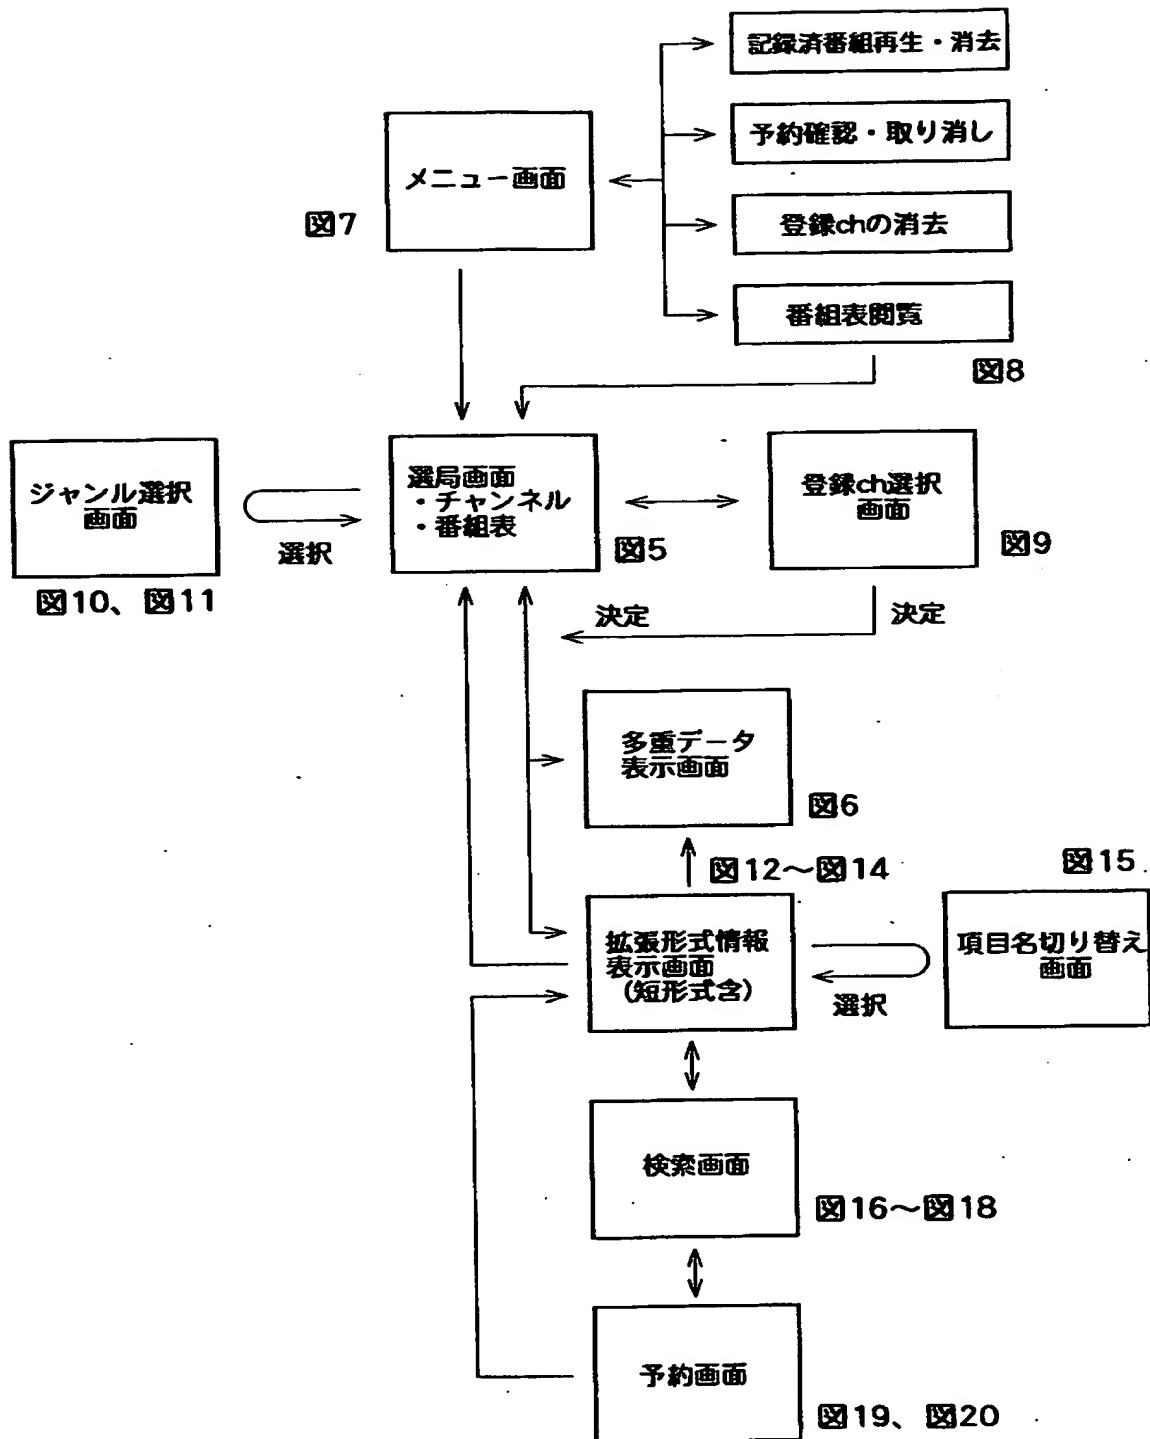 記録済番組再生・消去
予約確認・取り消し
メニュー画面
図7
登録chの消去
番組表閲覧
図8
ジャンル選択
画面
選択
図10、図11
選局画面
・チャンネル
・番組表
図5
登録ch選択
画面
図9
決定
決定
多重データ
表示画面
図6
図12～図14
図15
拡張形式情報
表示画面
（短形式含）
選択
項目名切り替え
画面
検索画面
図16～図18
予約画面
図19、図20